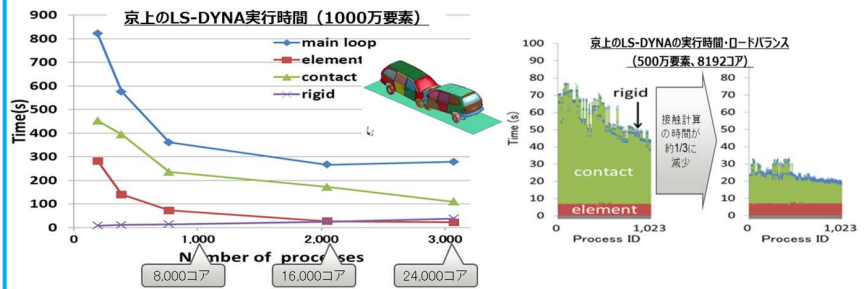 京上のLS-DYNA実行時間（1000万要素）
900
800
700
600
500
400
300
200
100
0
Time(s)
main loop
element
contact
rigid
0
1,000
2,000
3,000
Number of processes
8,000コア
16,000コア
24,000コア
京上のLS-DYNAの実行時間・ロードバランス
（500万要素、8192コア）
100
90
80
70
60
50
40
30
20
10
0
Time (s)
rigid
contact
element
0
1,023
Process ID
接触計算
の時間が
約1/3に
減少
80
70
60
50
40
30
20
10
0
0
1,023
Process ID